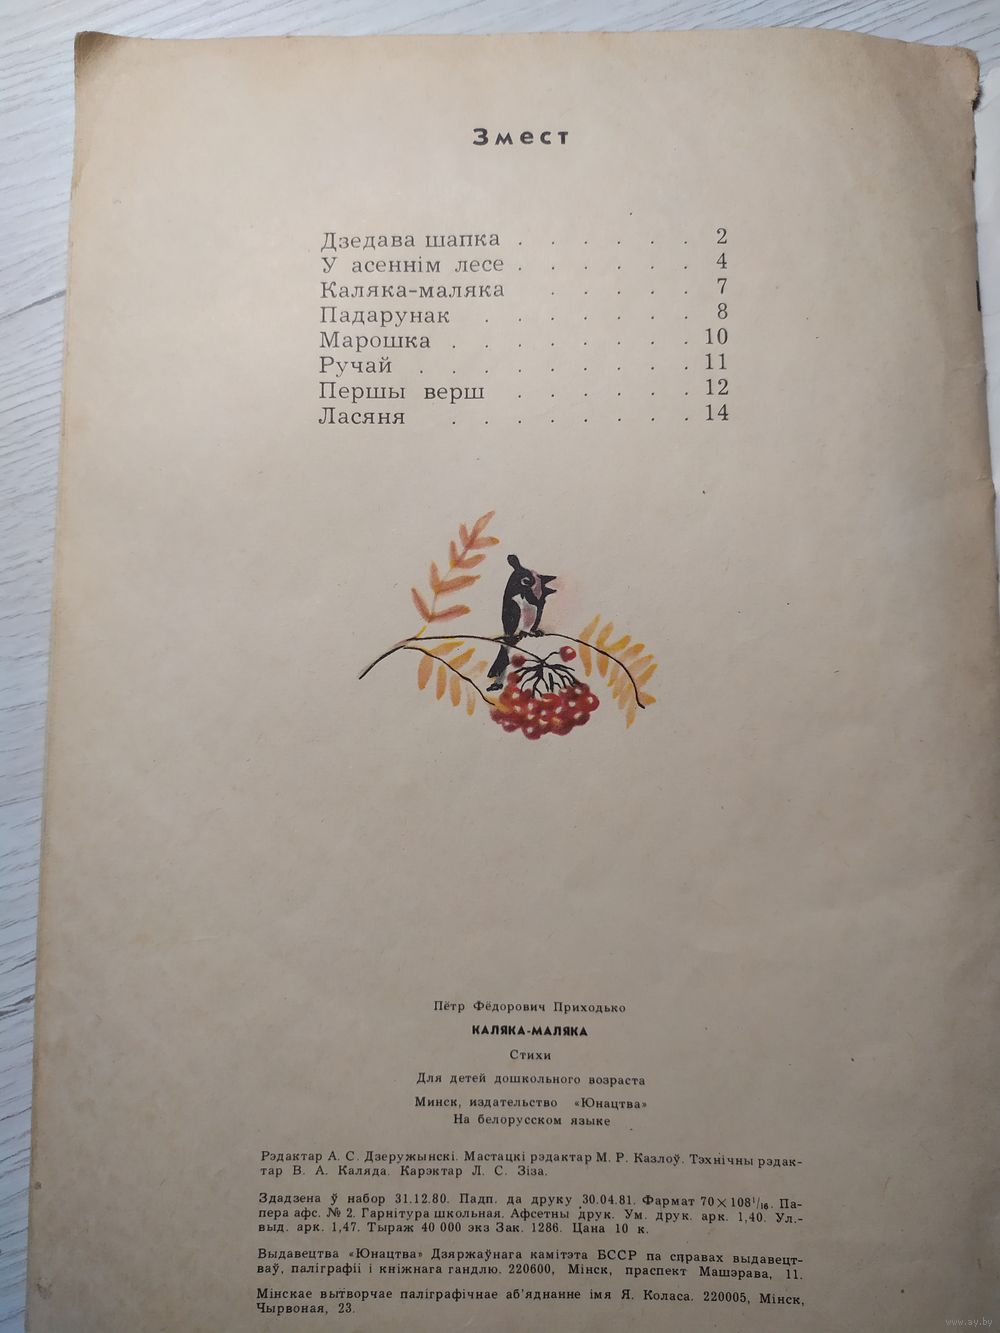 Змест
Дзедава шапка . . . . . . 2
У асеннім лесе . . . . . . 4
Каляка-маляка . . . . . 7
Падарунак . . . . . . . 8
Марошка . . . . . . . . 10
Ручай . . . . . . . . . 11
Першы верш . . . . . . 12
Ласяня . . . . . . . . 14
Пётр Фёдорович Приходько
КАЛЯКА-МАЛЯКА
Стихи
Для детей дошкольного возраста
Минск, издательство «Юнацтва»
На белорусском языке
Рэдактар А. С. Дзеружынскі. Мастацкі рэдактар М. Р. Казлоў. Тэхнічны рэдак-
тар В. А. Каляда. Карэктар Л. С. Зіза.
Здадзена ў набор 31.12.80. Падп. да друку 30.04.81. Фармат 70×108¹/₁₆. Па-
пера афс. № 2. Гарнітура школьная. Афсетны друк. Ум. друк. арк. 1,40. Ул.-
выд. арк. 1,47. Тыраж 40 000 экз Зак. 1286. Цана 10 к.
Выдавецтва «Юнацтва» Дзяржаўнага камітэта БССР па справах выдавецт-
ваў, паліграфіі і кніжнага гандлю. 220600, Мінск, праспект Машэрава, 11.
Мінскае вытворчае паліграфічнае аб'яднанне імя Я. Коласа. 220005, Мінск,
Чырвоная, 23.
www.ay.by